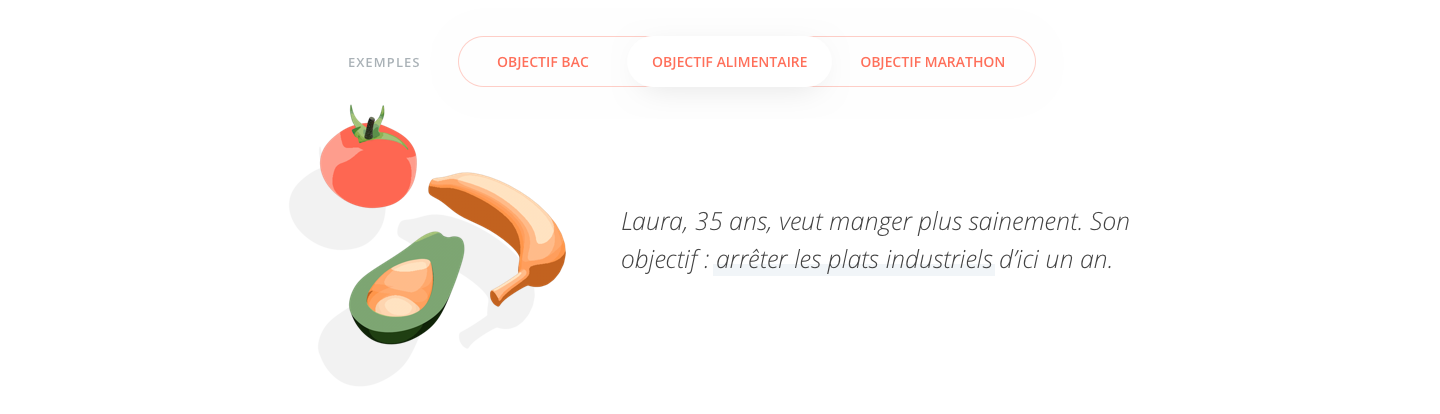 EXEMPLES
OBJECTIF BAC
OBJECTIF ALIMENTAIRE
OBJECTIF MARATHON
Laura, 35 ans, veut manger plus sainement. Son
objectif : arrêter les plats industriels d’ici un an.